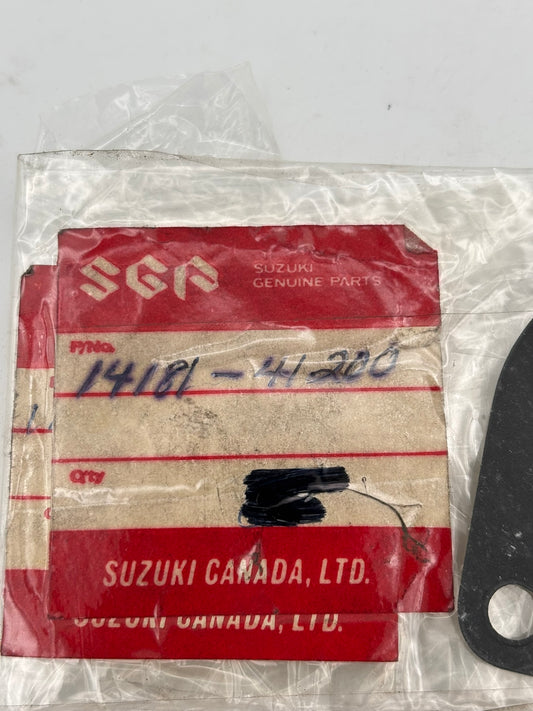 SGP SUZUKI
GENUINE PARTS
P/No.
14181-41200
Qty
SUZUKI CANADA, LTD.
SUZUKI CANADA, LTD.